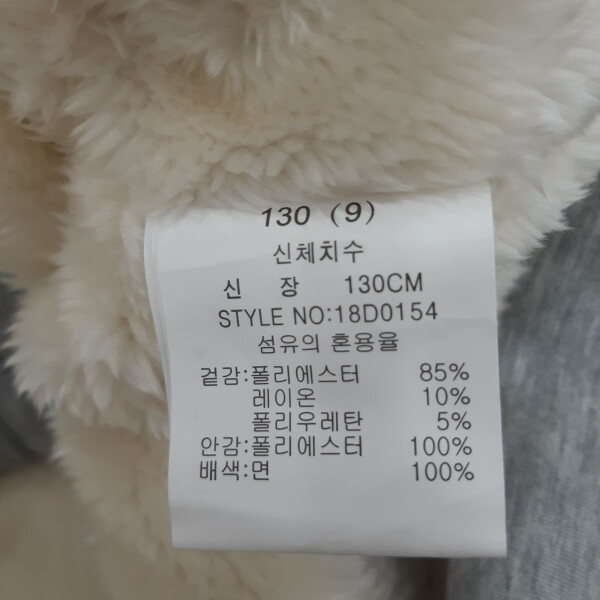 130 (9)
신체치수
신 장 130CM
STYLE NO:18D0154
섬유의 혼용율
겉감:폴리에스터 85%
레이온 10%
폴리우레탄 5%
안감:폴리에스터 100%
배색:면 100%